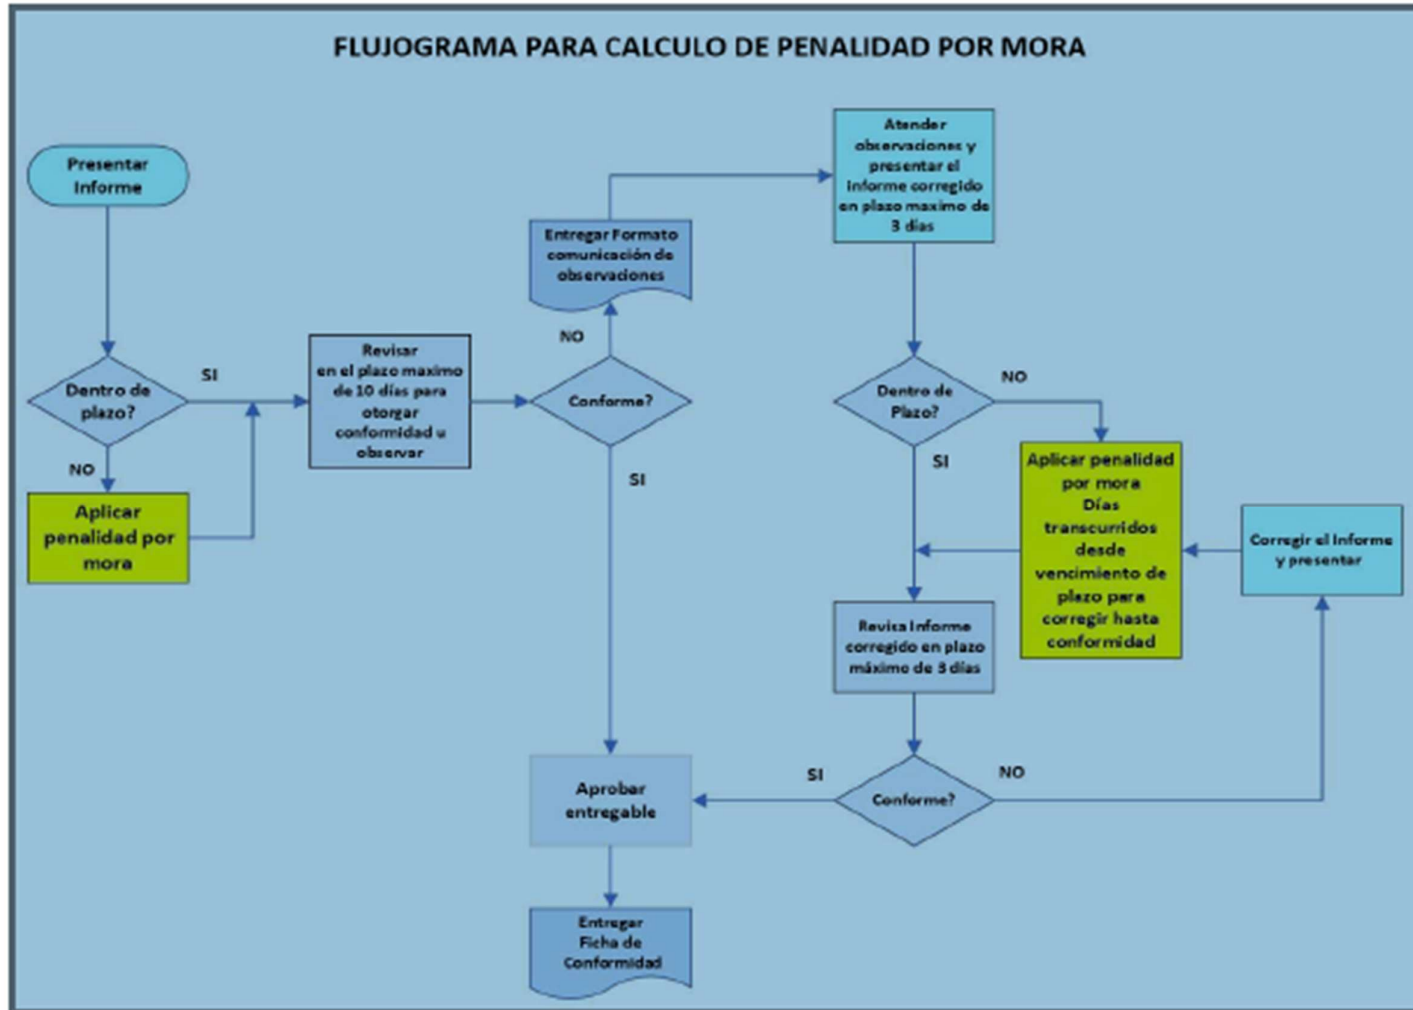 FLUJOGRAMA PARA CALCULO DE PENALIDAD POR MORA
Presentar
Informe
Dentro de
plazo?
SI
NO
Aplicar
penalidad por
mora
Revisar
en el plazo maximo
de 10 días para
otorgar
conformidad u
observar
Conforme?
NO
SI
Entregar Formato
comunicación de
observaciones
Atender
observaciones y
presentar el
informe corregido
en plazo maximo de
3 días
Dentro de
Plazo?
NO
SI
Aplicar penalidad
por mora
Días
transcurridos
desde
vencimiento de
plazo para
corregir hasta
conformidad
Corregir el Informe
y presentar
Revisa Informe
corregido en plazo
máximo de 3 días
Conforme?
SI
NO
Aprobar
entregable
Entregar
Ficha de
Conformidad